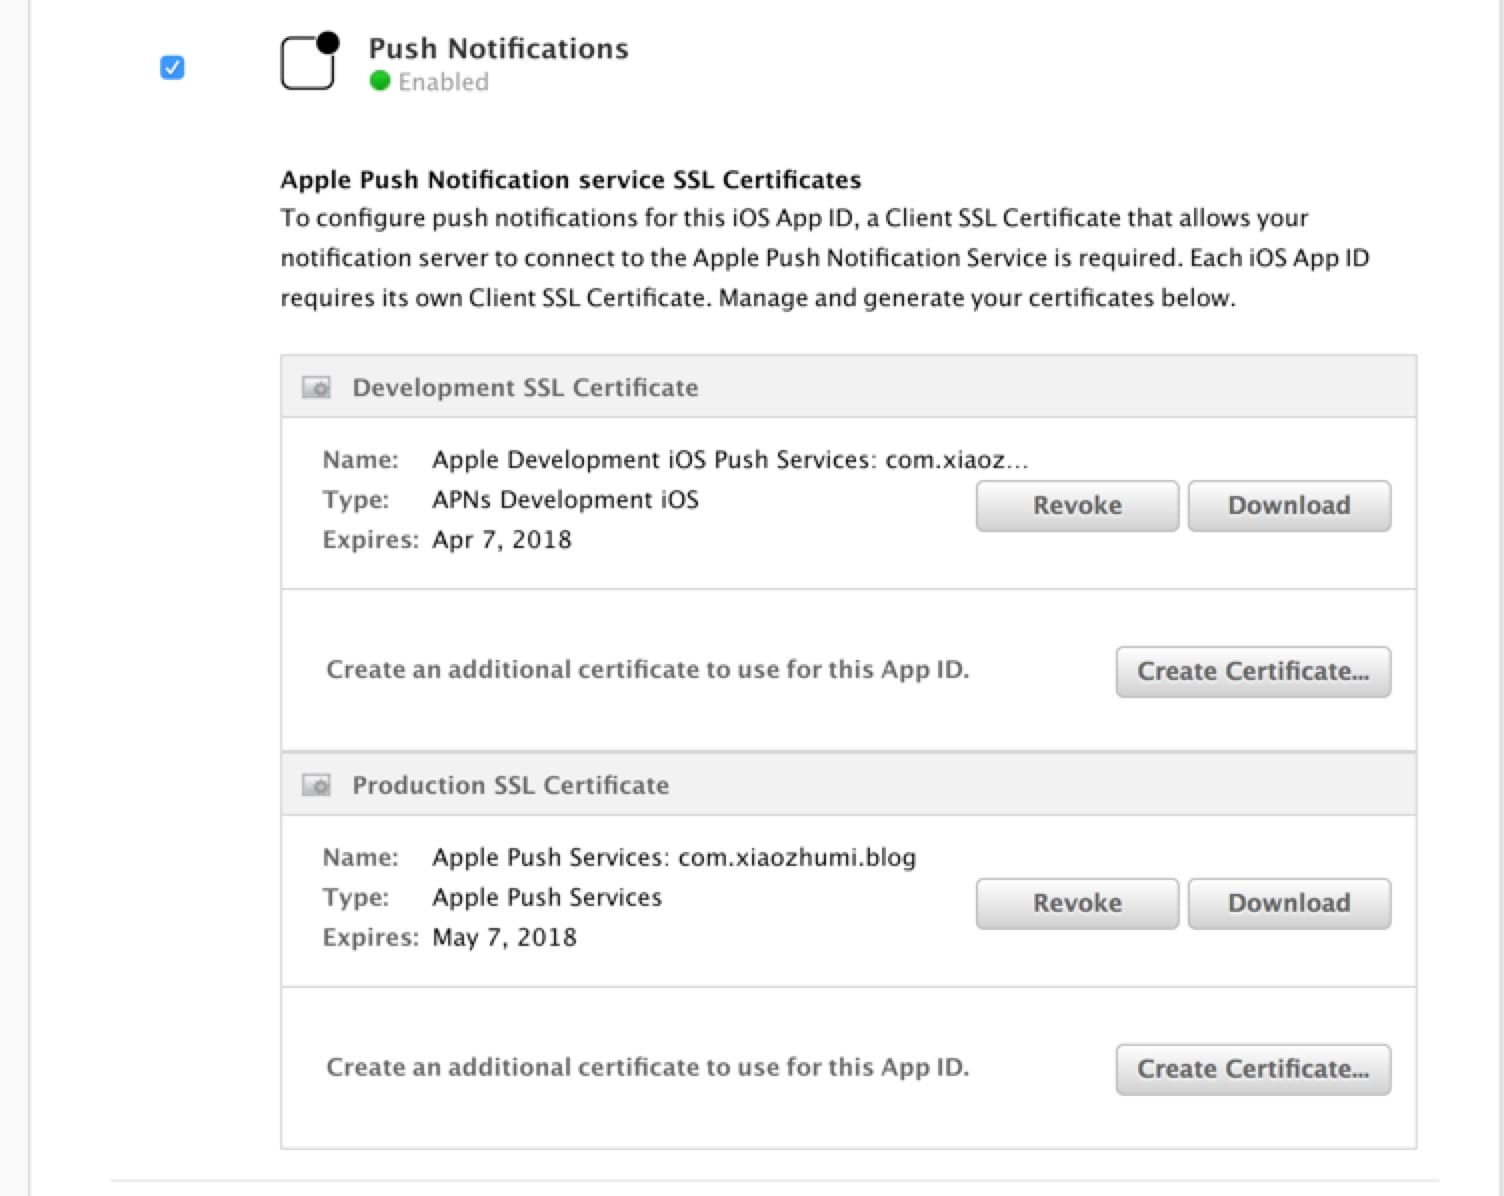 Push Notifications
Enabled
Apple Push Notification service SSL Certificates
To configure push notifications for this iOS App ID, a Client SSL Certificate that allows your
notification server to connect to the Apple Push Notification Service is required. Each iOS App ID
requires its own Client SSL Certificate. Manage and generate your certificates below.
Development SSL Certificate
Name: Apple Development iOS Push Services: com.xiaoz...
Type: APNs Development iOS
Revoke Download
Expires: Apr 7, 2018
Create an additional certificate to use for this App ID. Create Certificate...
Production SSL Certificate
Name: Apple Push Services: com.xiaozhumi.blog
Type: Apple Push Services
Revoke Download
Expires: May 7, 2018
Create an additional certificate to use for this App ID. Create Certificate...